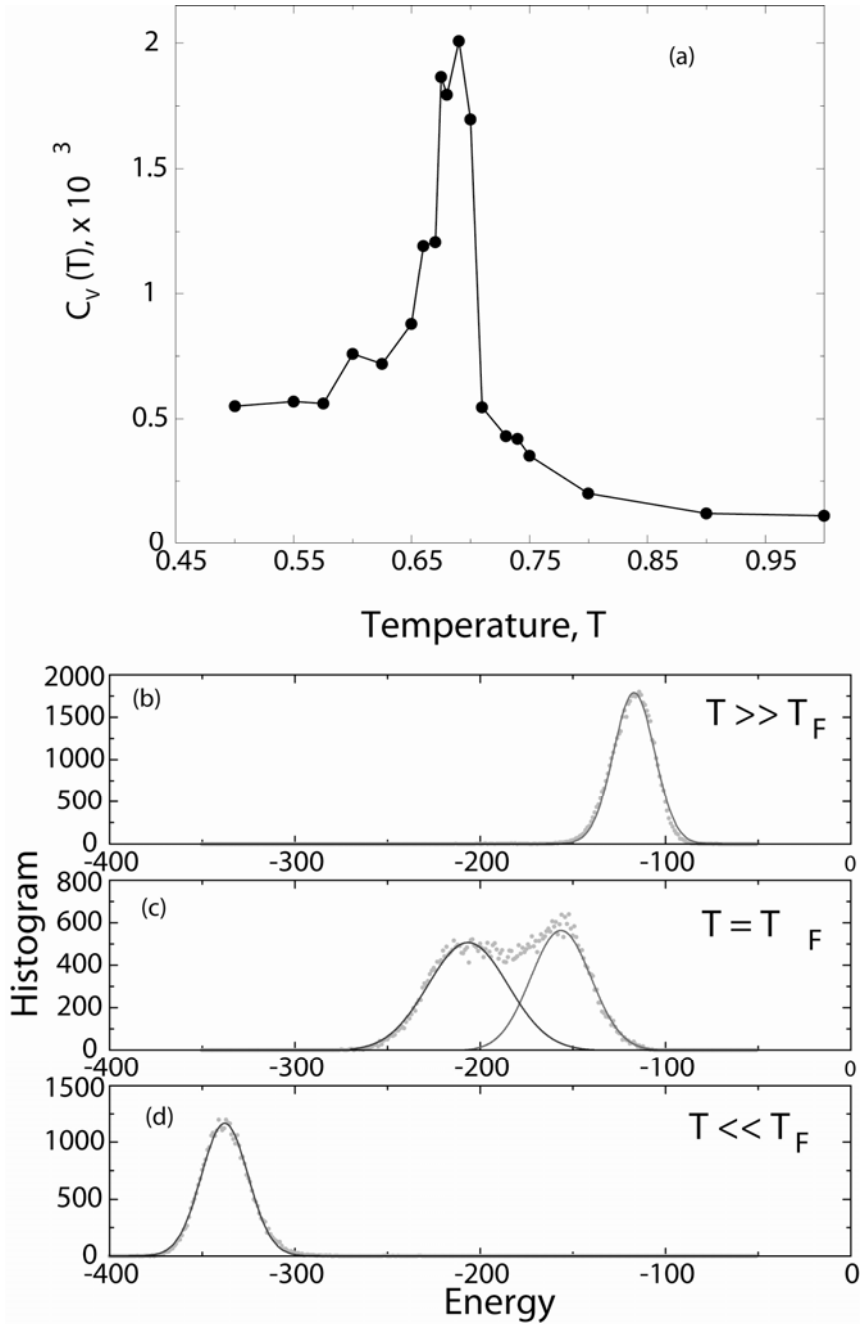 2
(a)
1.5
1
0.5
0
C_V (T), x 10 ^3
0.45 0.55 0.65 0.75 0.85 0.95
Temperature, T
2000
1500
1000
500
0
(b)
T >> T_F
-400 -300 -200 -100 0
800
600
400
200
0
(c)
T = T_F
-400 -300 -200 -100 0
Histogram
1500
1000
500
0
(d)
T << T_F
-400 -300 -200 -100 0
Energy